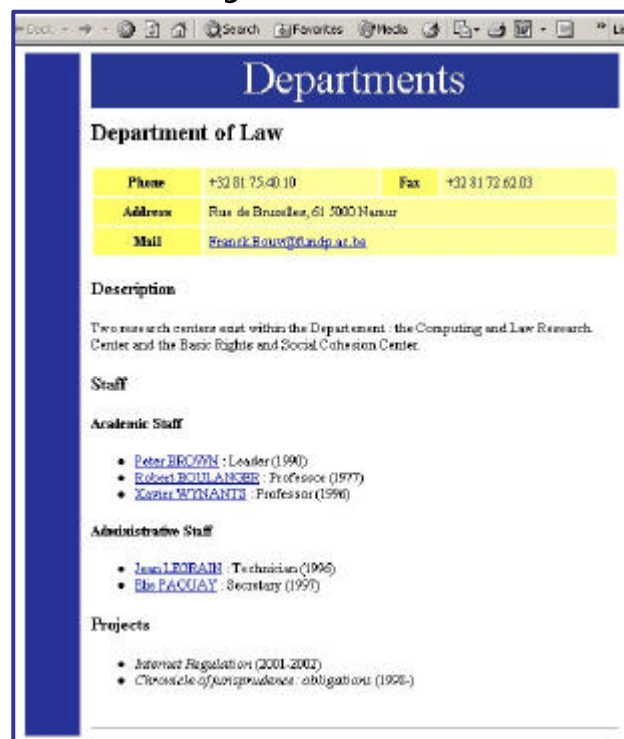 Search Favorites Media
Departments
Department of Law
Phone +32 81 75.40.10 Fax +32 81 72.62.03
Address Rue de Bruxelles, 61 5000 Namur
Mail
Description
Two research centers exist within the Department : the Computing and Law Research
Center and the Basic Rights and Social Cohesion Center.
Staff
Academic Staff
• Peter BROWN : Leader (1990)
• Robert BOULANGER : Professor (1977)
• Xavier WYNANTS : Professor (1996)
Administrative Staff
• Jean LEGRAIN : Technician (1996)
• PAQUAY : Secretary (1997)
Projects
• Internet Regulation (2001-2002)
• Chronicle of jurisprudence : obligations (1998-)